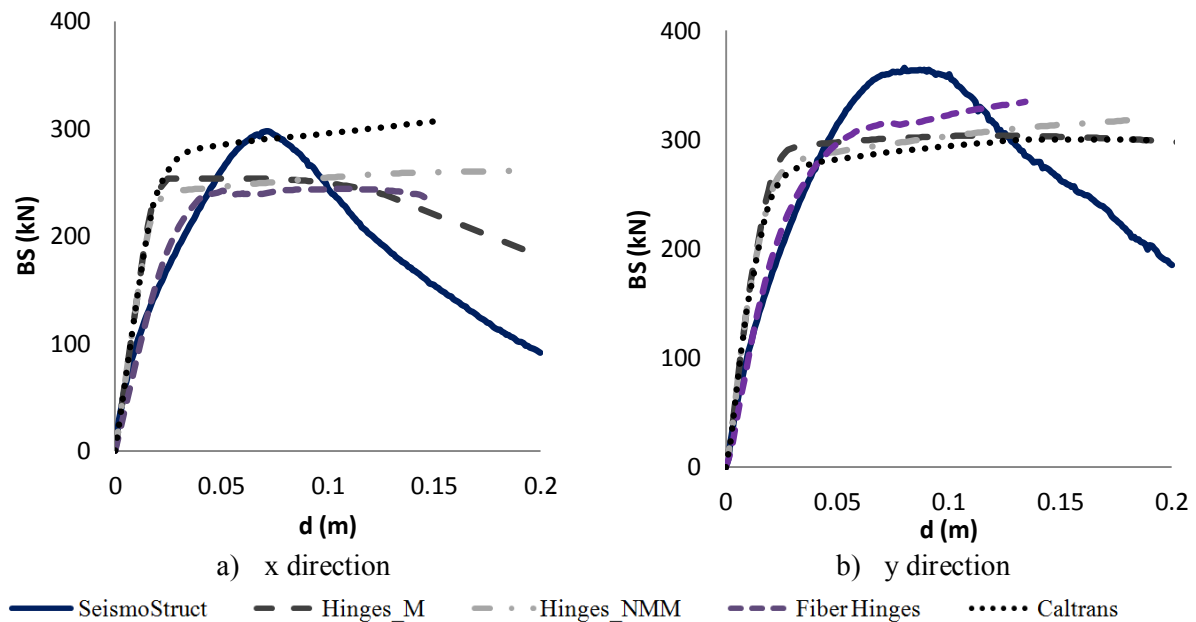 400
300
200
100
0
BS (kN)
0 0.05 0.1 0.15 0.2
d (m)
a) x direction
400
300
200
100
0
BS (kN)
0 0.05 0.1 0.15 0.2
d (m)
b) y direction
SeismoStruct Hinges_M Hinges_NMM Fiber Hinges Caltrans